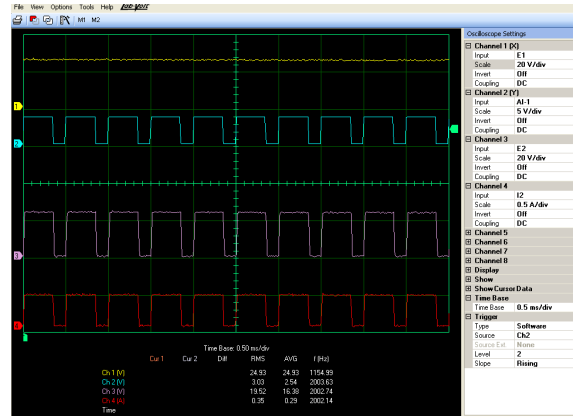 File View Options Tools Help Lab-Volt
M1 M2
Oscilloscope Settings
Channel 1 (X)
Input E1
Scale 20 V/div
Invert Off
Coupling DC
Channel 2 (Y)
Input AI-1
Scale 5 V/div
Invert Off
Coupling DC
Channel 3
Input E2
Scale 20 V/div
Invert Off
Coupling DC
Channel 4
Input I2
Scale 0.5 A/div
Invert Off
Coupling DC
Channel 5
Channel 6
Channel 7
Channel 8
Display
Show
Show Cursor Data
Time Base
Time Base 0.5 ms/div
Trigger
Type Software
Source Ch2
Source Ext None
Level 2
Slope Rising
1
2
3
4
Time Base: 0.50 ms/div
Cur 1 Cur 2 Diff RMS AVG f (Hz)
Ch 1 (V) 24.93 24.93 1154.99
Ch 2 (V) 3.03 2.54 2003.63
Ch 3 (V) 19.52 16.38 2002.74
Ch 4 (A) 0.35 0.29 2002.14
Time